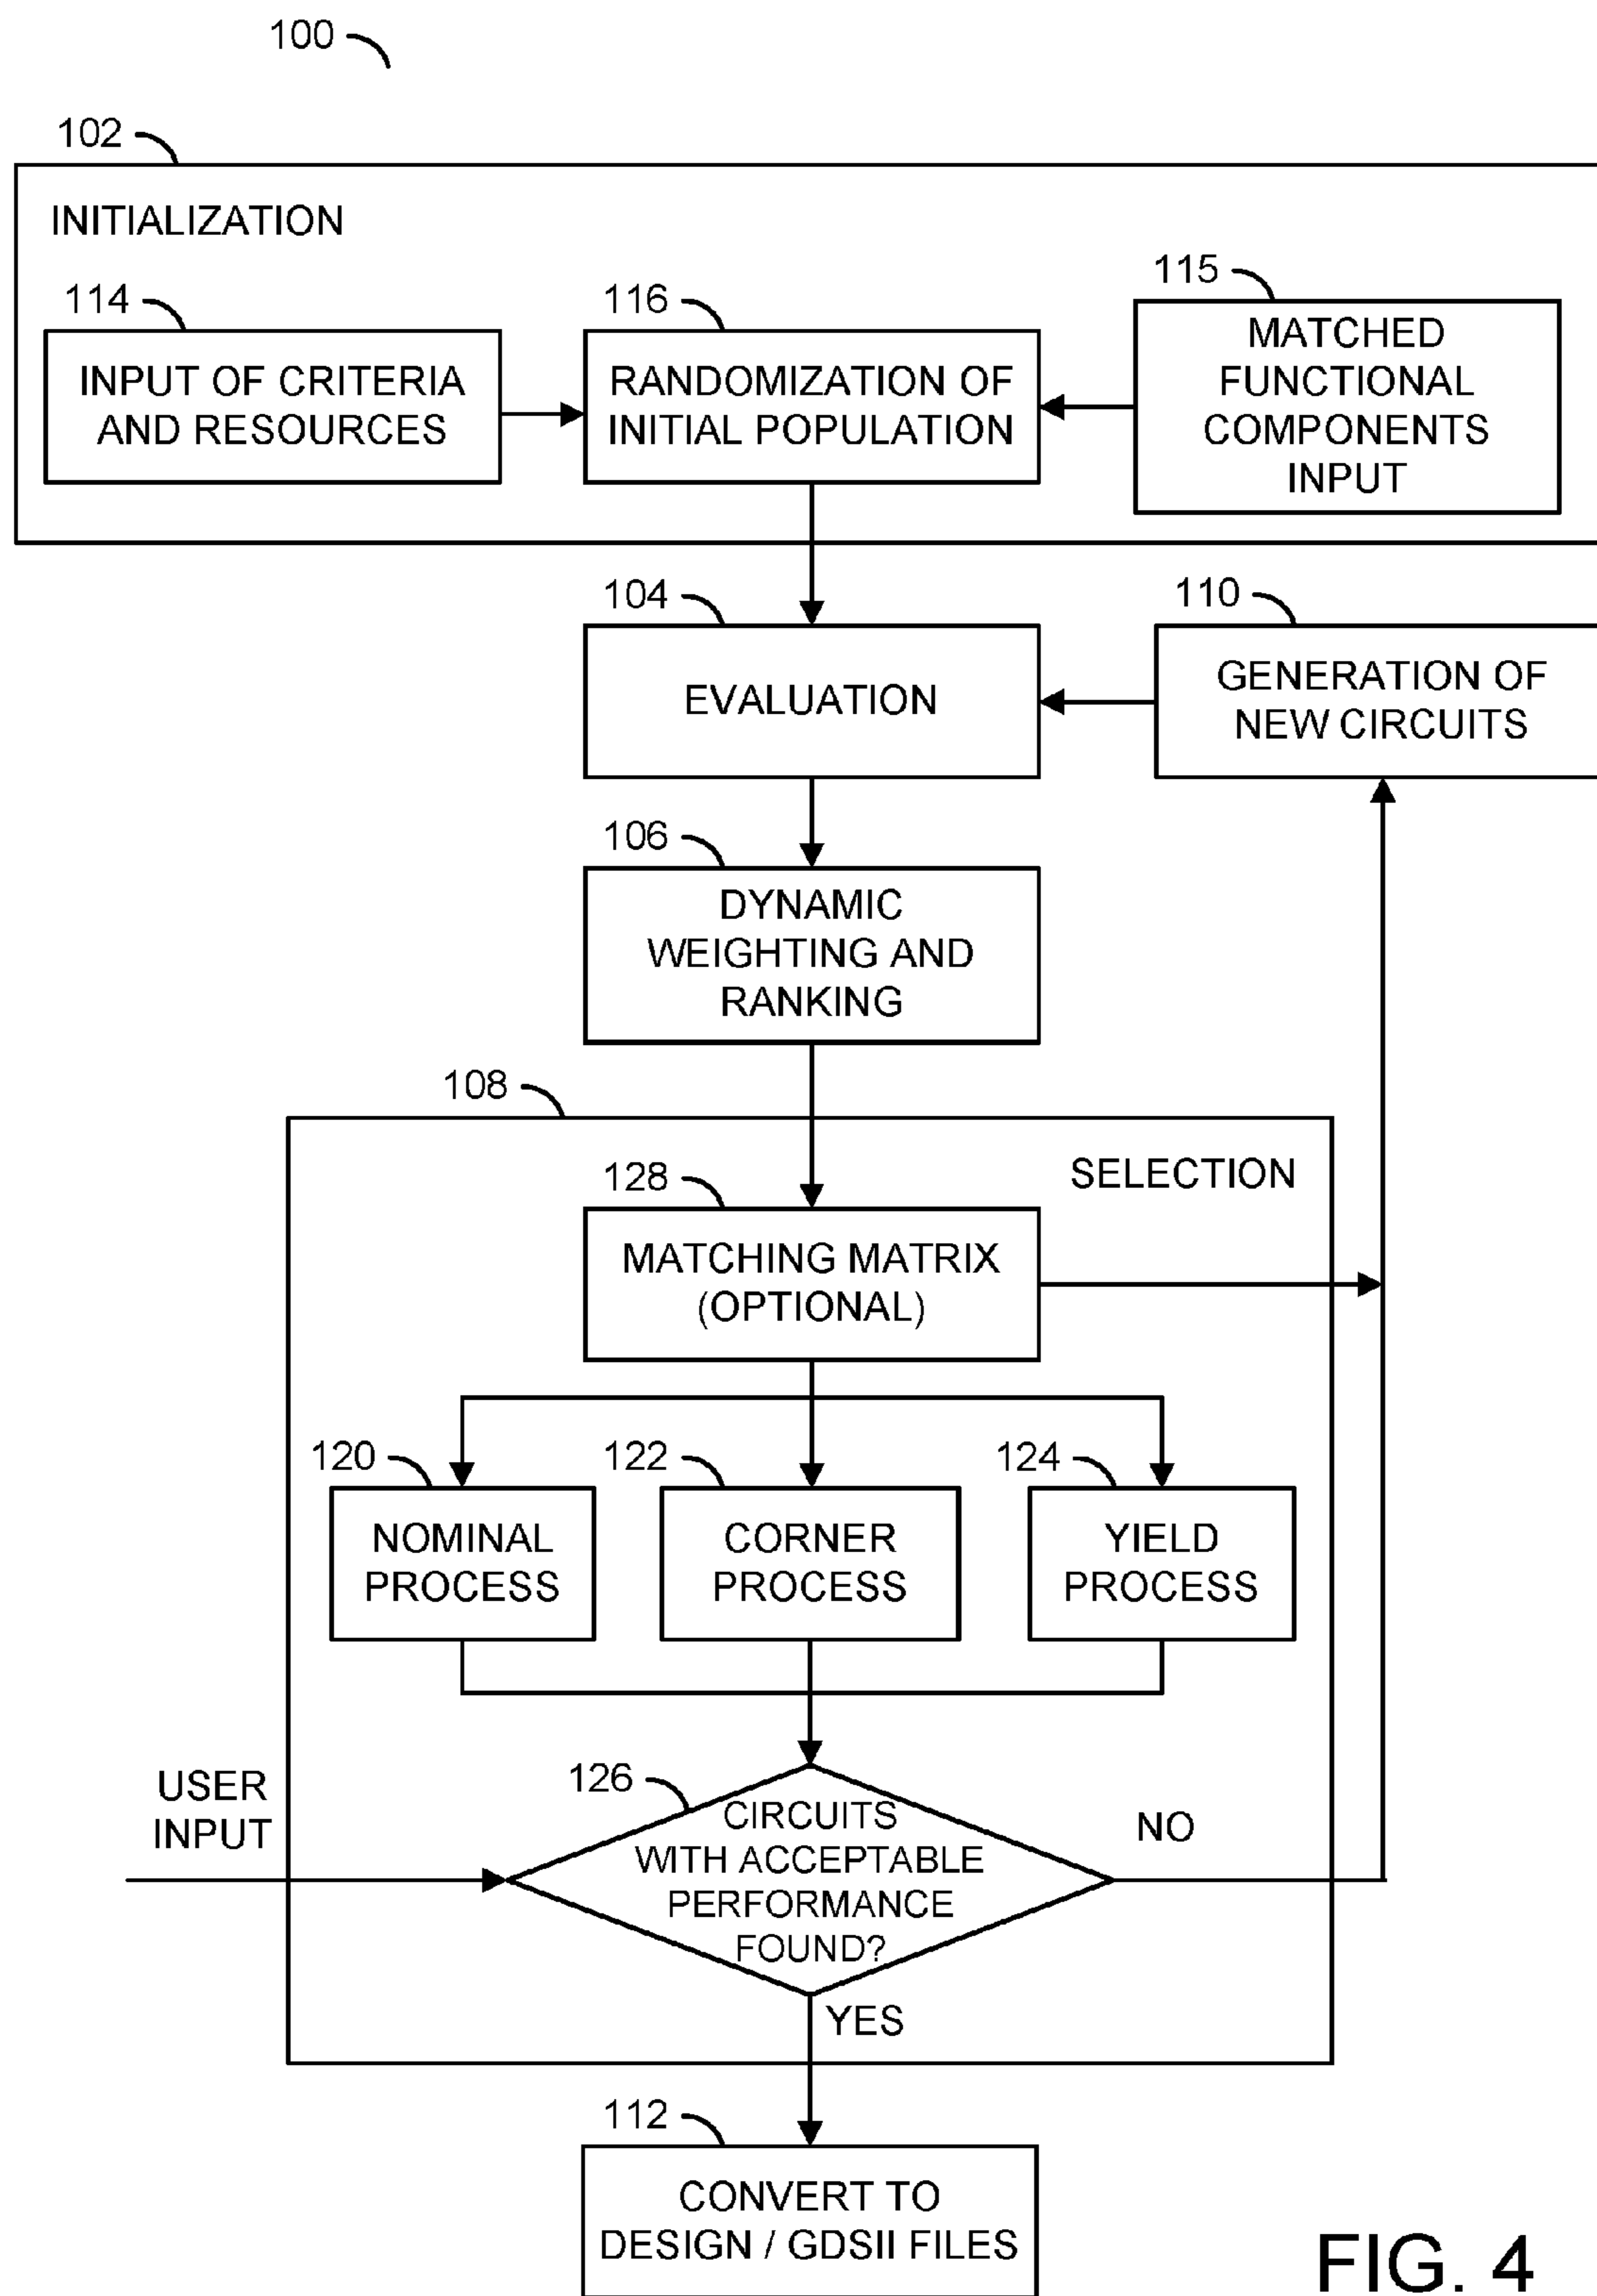 100
102
INITIALIZATION
114
INPUT OF CRITERIA
AND RESOURCES
116
RANDOMIZATION OF
INITIAL POPULATION
115
MATCHED
FUNCTIONAL
COMPONENTS
INPUT
104
EVALUATION
110
GENERATION OF
NEW CIRCUITS
106
DYNAMIC
WEIGHTING AND
RANKING
108
SELECTION
128
MATCHING MATRIX
(OPTIONAL)
120
NOMINAL
PROCESS
122
CORNER
PROCESS
124
YIELD
PROCESS
USER
INPUT
126
CIRCUITS
WITH ACCEPTABLE
PERFORMANCE
FOUND?
NO
YES
112
CONVERT TO
DESIGN / GDSII FILES
FIG. 4